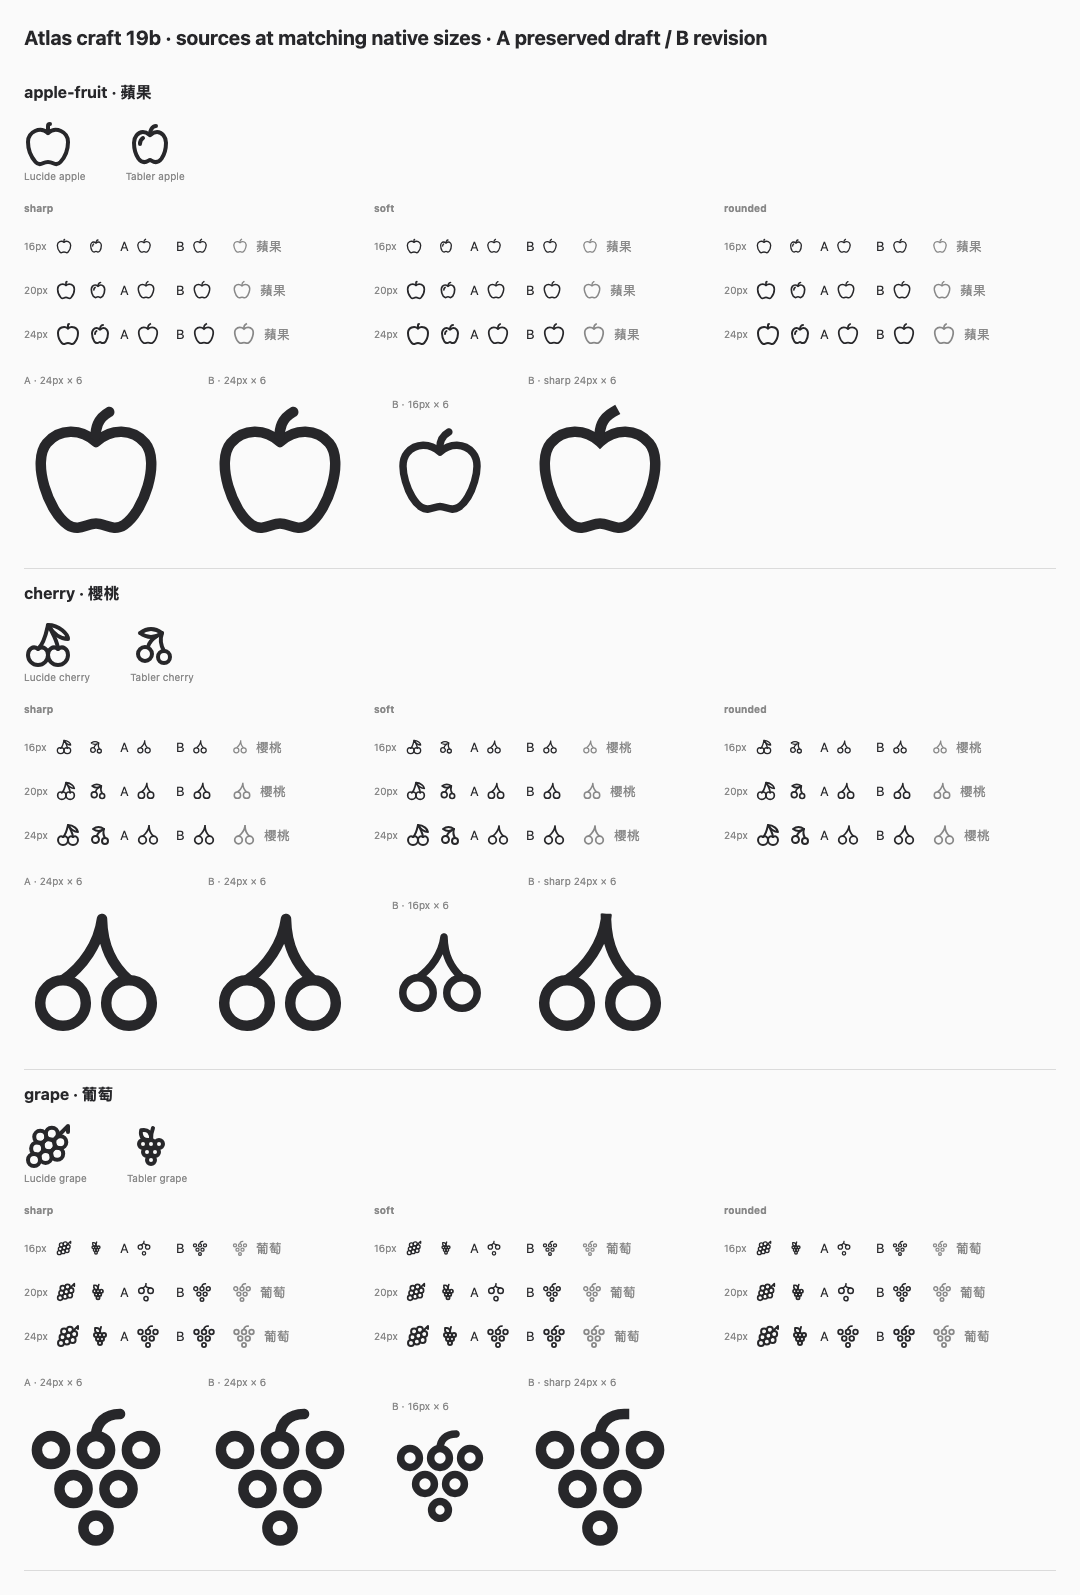 Atlas craft 19b · sources at matching native sizes · A preserved draft / B revision
apple-fruit · 蘋果
Lucide apple Tabler apple
sharp soft rounded
16px A B 蘋果 16px A B 蘋果 16px A B 蘋果
20px A B 蘋果 20px A B 蘋果 20px A B 蘋果
24px A B 蘋果 24px A B 蘋果 24px A B 蘋果
A · 24px × 6 B · 24px × 6 B · 16px × 6 B · sharp 24px × 6
cherry · 櫻桃
Lucide cherry Tabler cherry
sharp soft rounded
16px A B 櫻桃 16px A B 櫻桃 16px A B 櫻桃
20px A B 櫻桃 20px A B 櫻桃 20px A B 櫻桃
24px A B 櫻桃 24px A B 櫻桃 24px A B 櫻桃
A · 24px × 6 B · 24px × 6 B · 16px × 6 B · sharp 24px × 6
grape · 葡萄
Lucide grape Tabler grape
sharp soft rounded
16px A B 葡萄 16px A B 葡萄 16px A B 葡萄
20px A B 葡萄 20px A B 葡萄 20px A B 葡萄
24px A B 葡萄 24px A B 葡萄 24px A B 葡萄
A · 24px × 6 B · 24px × 6 B · 16px × 6 B · sharp 24px × 6